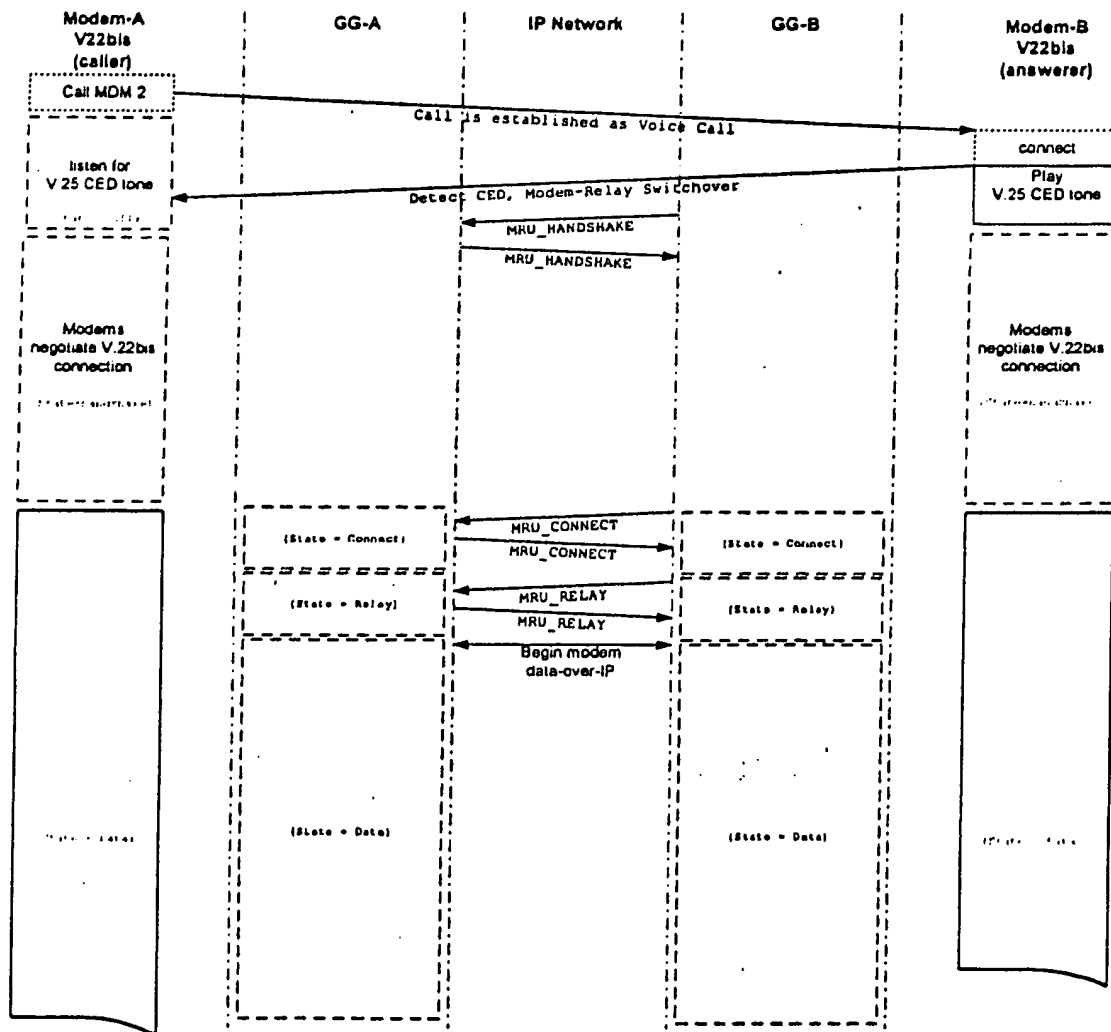 Modem-A
V22bis
(caller)
GG-A
IP Network
GG-B
Modem-B
V22bis
(answerer)
Call MDM 2
Call is established as Voice Call
connect
listen for
V.25 CED tone
Play
V.25 CED tone
Detect CED, Modem-Relay Switchover
MRU_HANDSHAKE
MRU_HANDSHAKE
Modems
negotiate V.22bis
connection
Modems
negotiate V.22bis
connection
MRU_CONNECT
(State = Connect)
MRU_CONNECT
(State = Connect)
MRU_RELAY
(State = Relay)
MRU_RELAY
(State = Relay)
Begin modem
data-over-IP
(State = Data)
(State = Data)